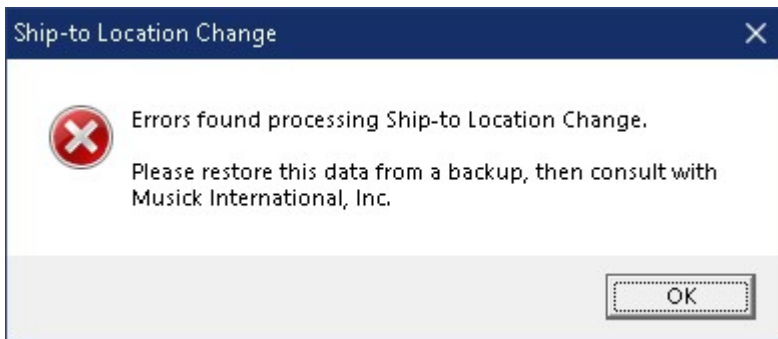 Ship-to Location Change
Errors found processing Ship-to Location Change.
Please restore this data from a backup, then consult with
Musick International, Inc.
OK